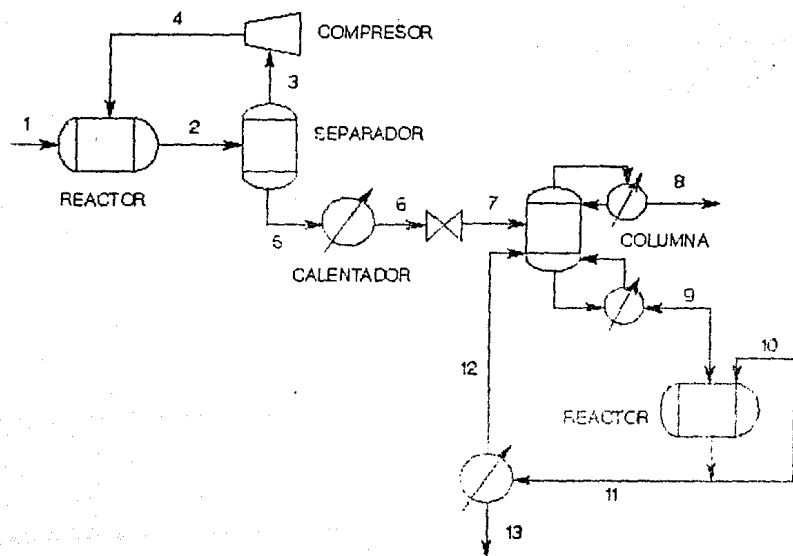 4
COMPRESOR
3
1
2
SEPARADOR
REACTOR
5
6
7
8
CALENTADOR
COLUMNA
9
10
12
REACTOR
11
13